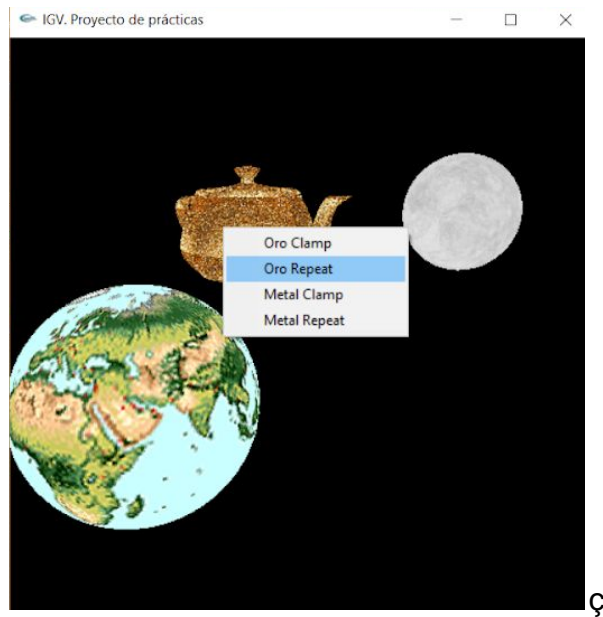 IGV. Proyecto de prácticas
Oro Clamp
Oro Repeat
Metal Clamp
Metal Repeat
ç